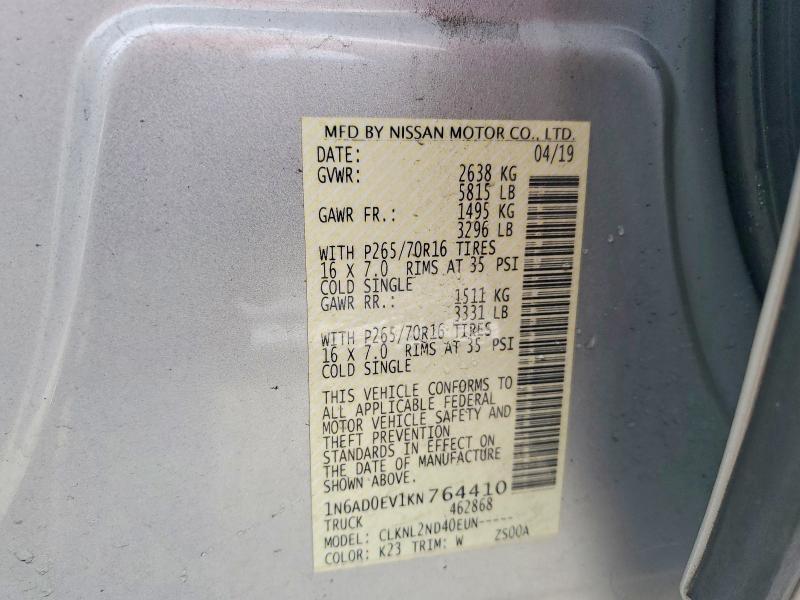 MFD BY NISSAN MOTOR CO., LTD.
DATE: 04/19
GVWR: 2638 KG
5815 LB
GAWR FR.: 1495 KG
3296 LB
WITH P265/70R16 TIRES
16 X 7.0 RIMS AT 35 PSI
COLD SINGLE
GAWR RR.: 1511 KG
3331 LB
WITH P265/70R16 TIRES
16 X 7.0 RIMS AT 35 PSI
COLD SINGLE
THIS VEHICLE CONFORMS TO
ALL APPLICABLE FEDERAL
MOTOR VEHICLE SAFETY AND
THEFT PREVENTION
STANDARDS IN EFFECT ON
THE DATE OF MANUFACTURE
SHOWN ABOVE.
1N6AD0EV1KN764410
TRUCK 462868
MODEL: CLKNL2ND40EUN-----
COLOR: K23 TRIM: W ZS00A